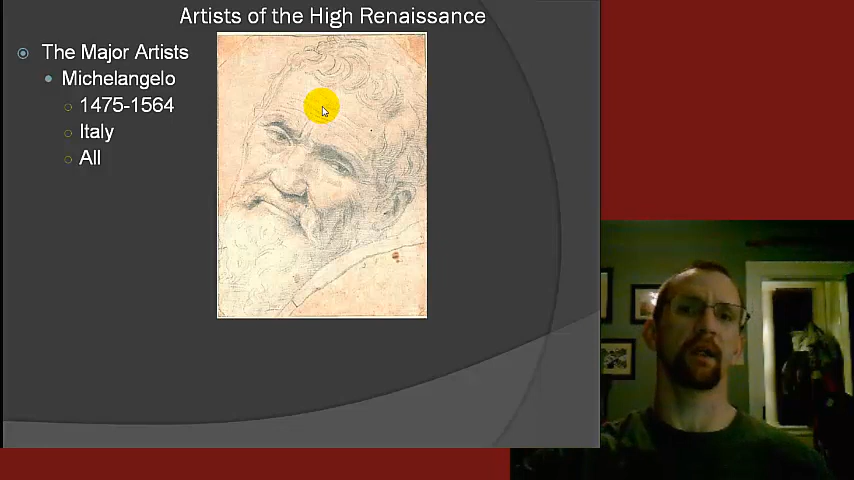 Artists of the High Renaissance
The Major Artists
Michelangelo
1475-1564
Italy
All